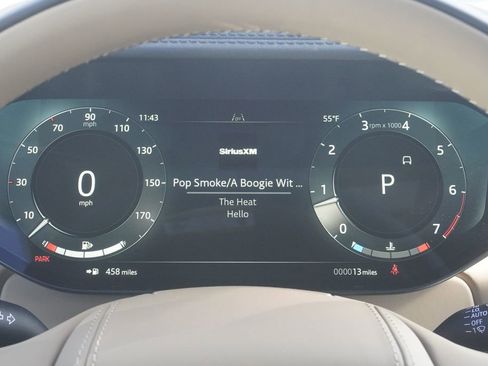 11:43
55°F
SiriusXM
Pop Smoke/A Boogie Wit ...
The Heat
Hello
10
30
50
70
90
110
130
150
170
mph
0
mph
PARK
458 miles
0
1
2
3
4
5
6
7
rpm x 1000
P
000013 miles
LO
AUTO
OFF
1